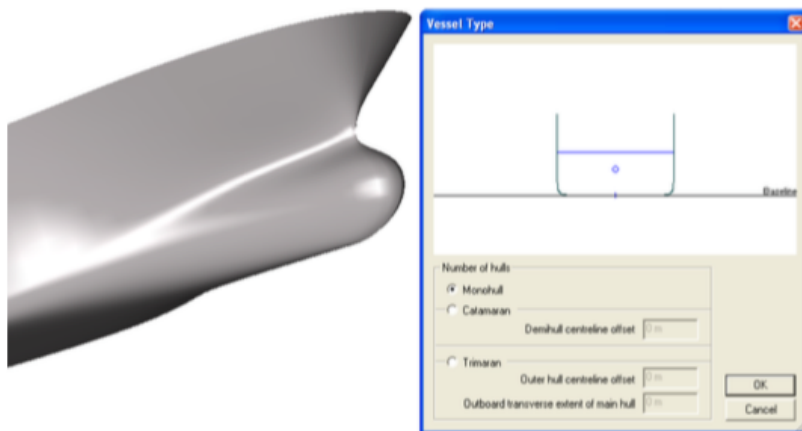 Vessel Type
Baseline
Number of hulls
Monohull
Catamaran
Demihull centreline offset 0 m
Trimaran
Outer hull centreline offset 0 m
Outboard transverse extent of main hull 0 m
OK
Cancel